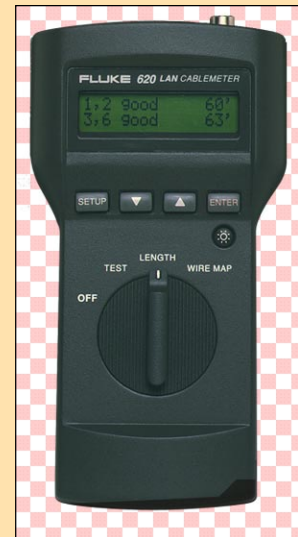 FLUKE 620 LAN CABLEMETER
1,2 good 60'
3,6 good 63'
SETUP ENTER
LENGTH
TEST WIRE MAP
OFF